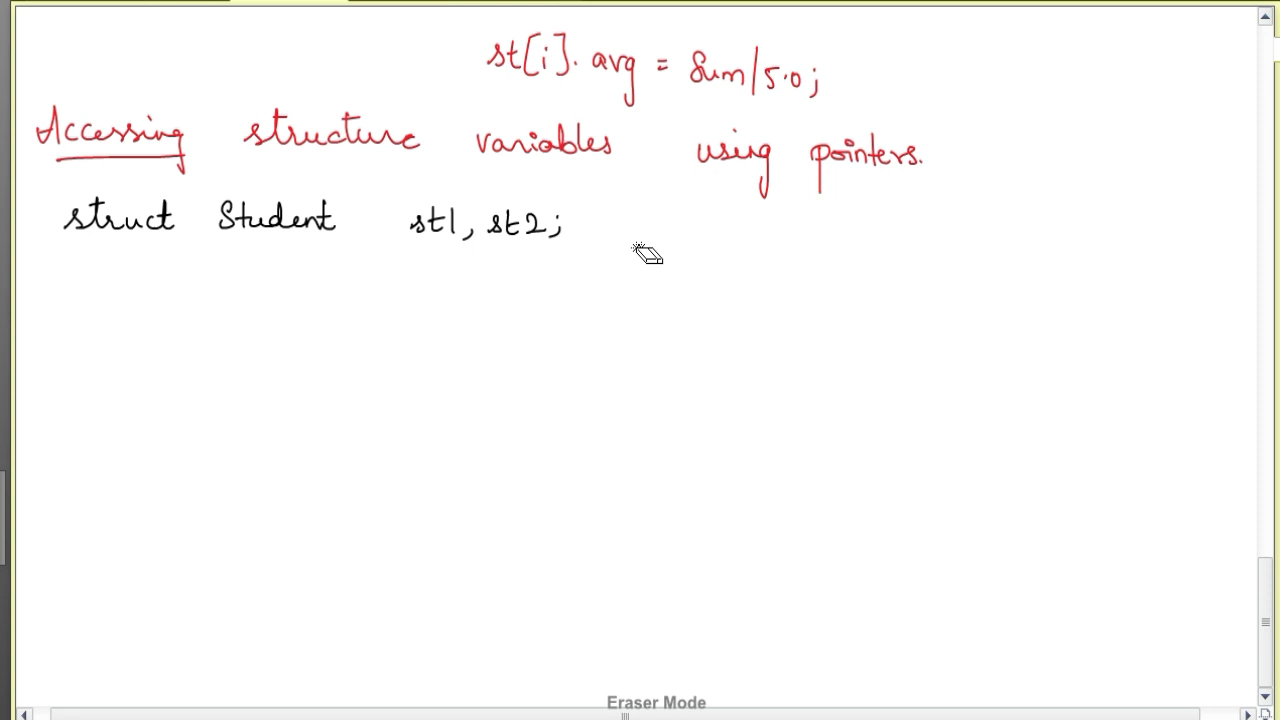 st[i].avg = Sum/5.0;
Accessing structure variables using pointers.
struct Student st1, st2;
Eraser Mode